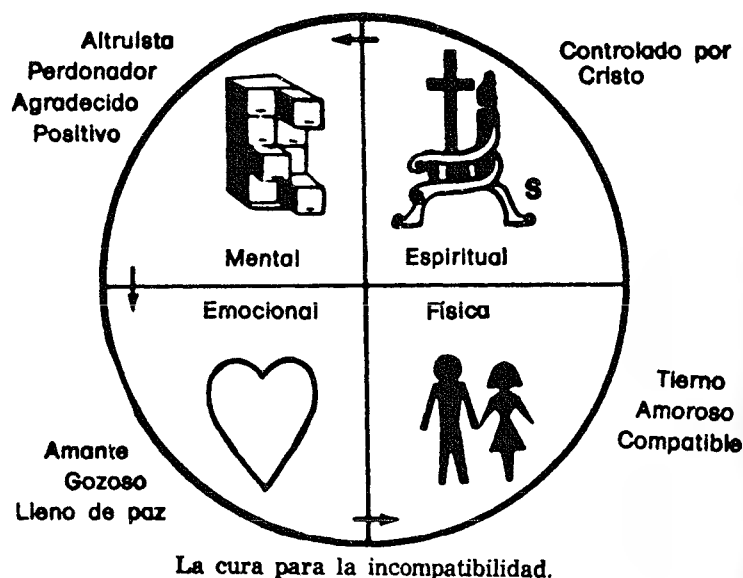 Altruista
Perdonador
Agradecido
Positivo
Controlado por
Cristo
S
Mental
Espiritual
Emocional
Física
Amante
Gozoso
Lleno de paz
Tierno
Amoroso
Compatible
La cura para la incompatibilidad.